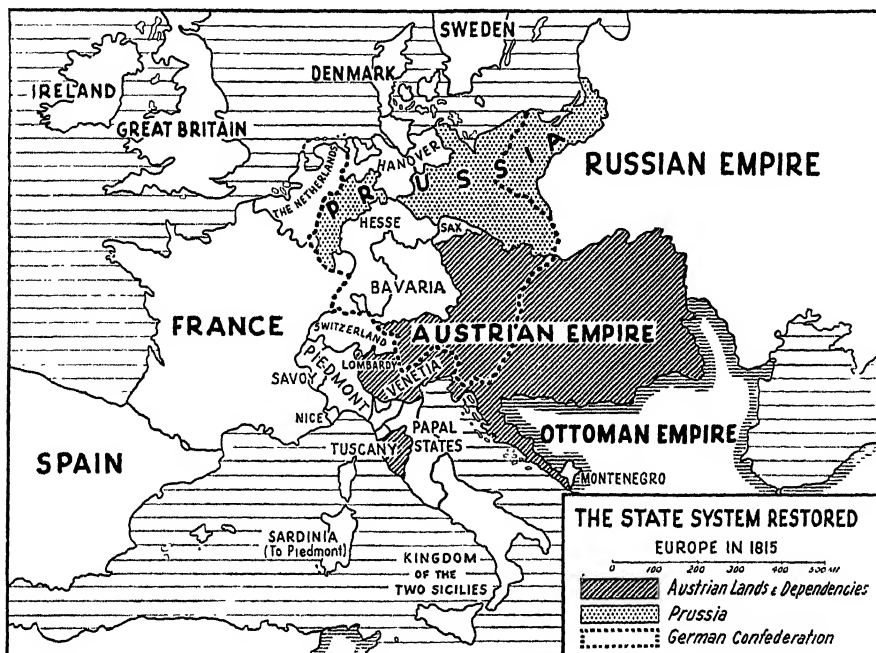 SWEDEN
DENMARK
IRELAND
GREAT BRITAIN
HANOVER
THE NETHERLANDS
PRUSSIA
RUSSIAN EMPIRE
HESSE
SAX
BAVARIA
FRANCE
SWITZERLAND
AUSTRIAN EMPIRE
PIEDMONT
LOMBARDY
VENETIA
SAVOY
NICE
PAPAL
STATES
TUSCANY
OTTOMAN EMPIRE
SPAIN
MONTENEGRO
SARDINIA
(To Piedmont)
KINGDOM
OF THE
TWO SICILIES
THE STATE SYSTEM RESTORED
EUROPE IN 1815
0 100 200 300 400 500 MI
Austrian Lands & Dependencies
Prussia
German Confederation